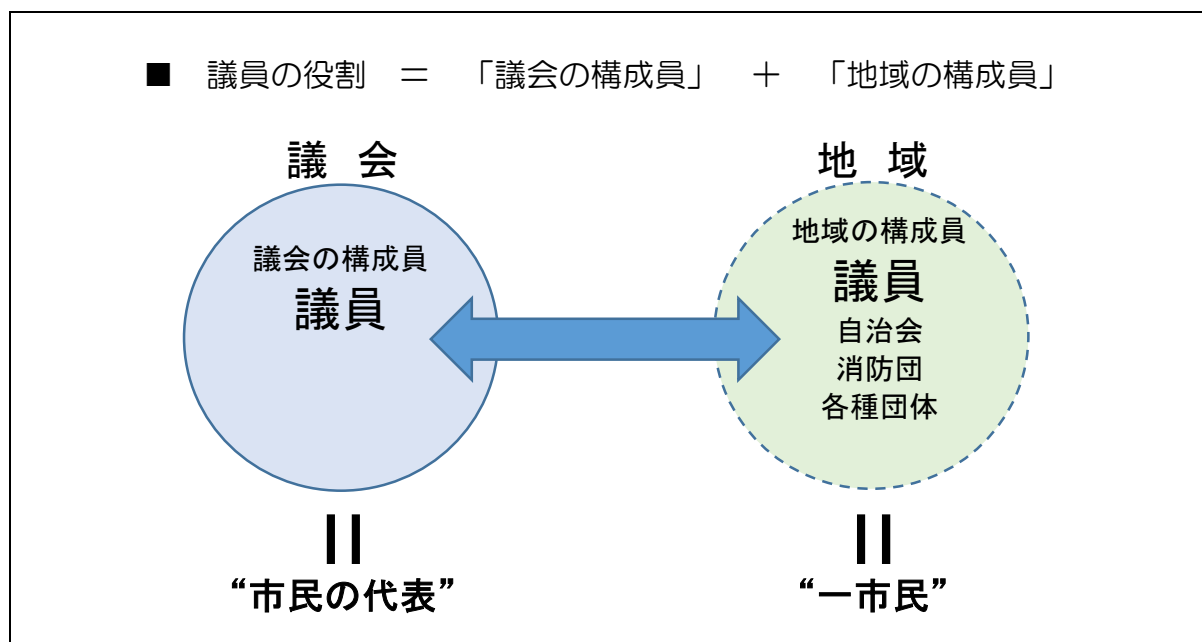 ■ 議員の役割 ＝ 「議会の構成員」 ＋ 「地域の構成員」
議 会
議会の構成員
議員
地 域
地域の構成員
議員
自治会
消防団
各種団体
||
“市民の代表”
||
“一市民”